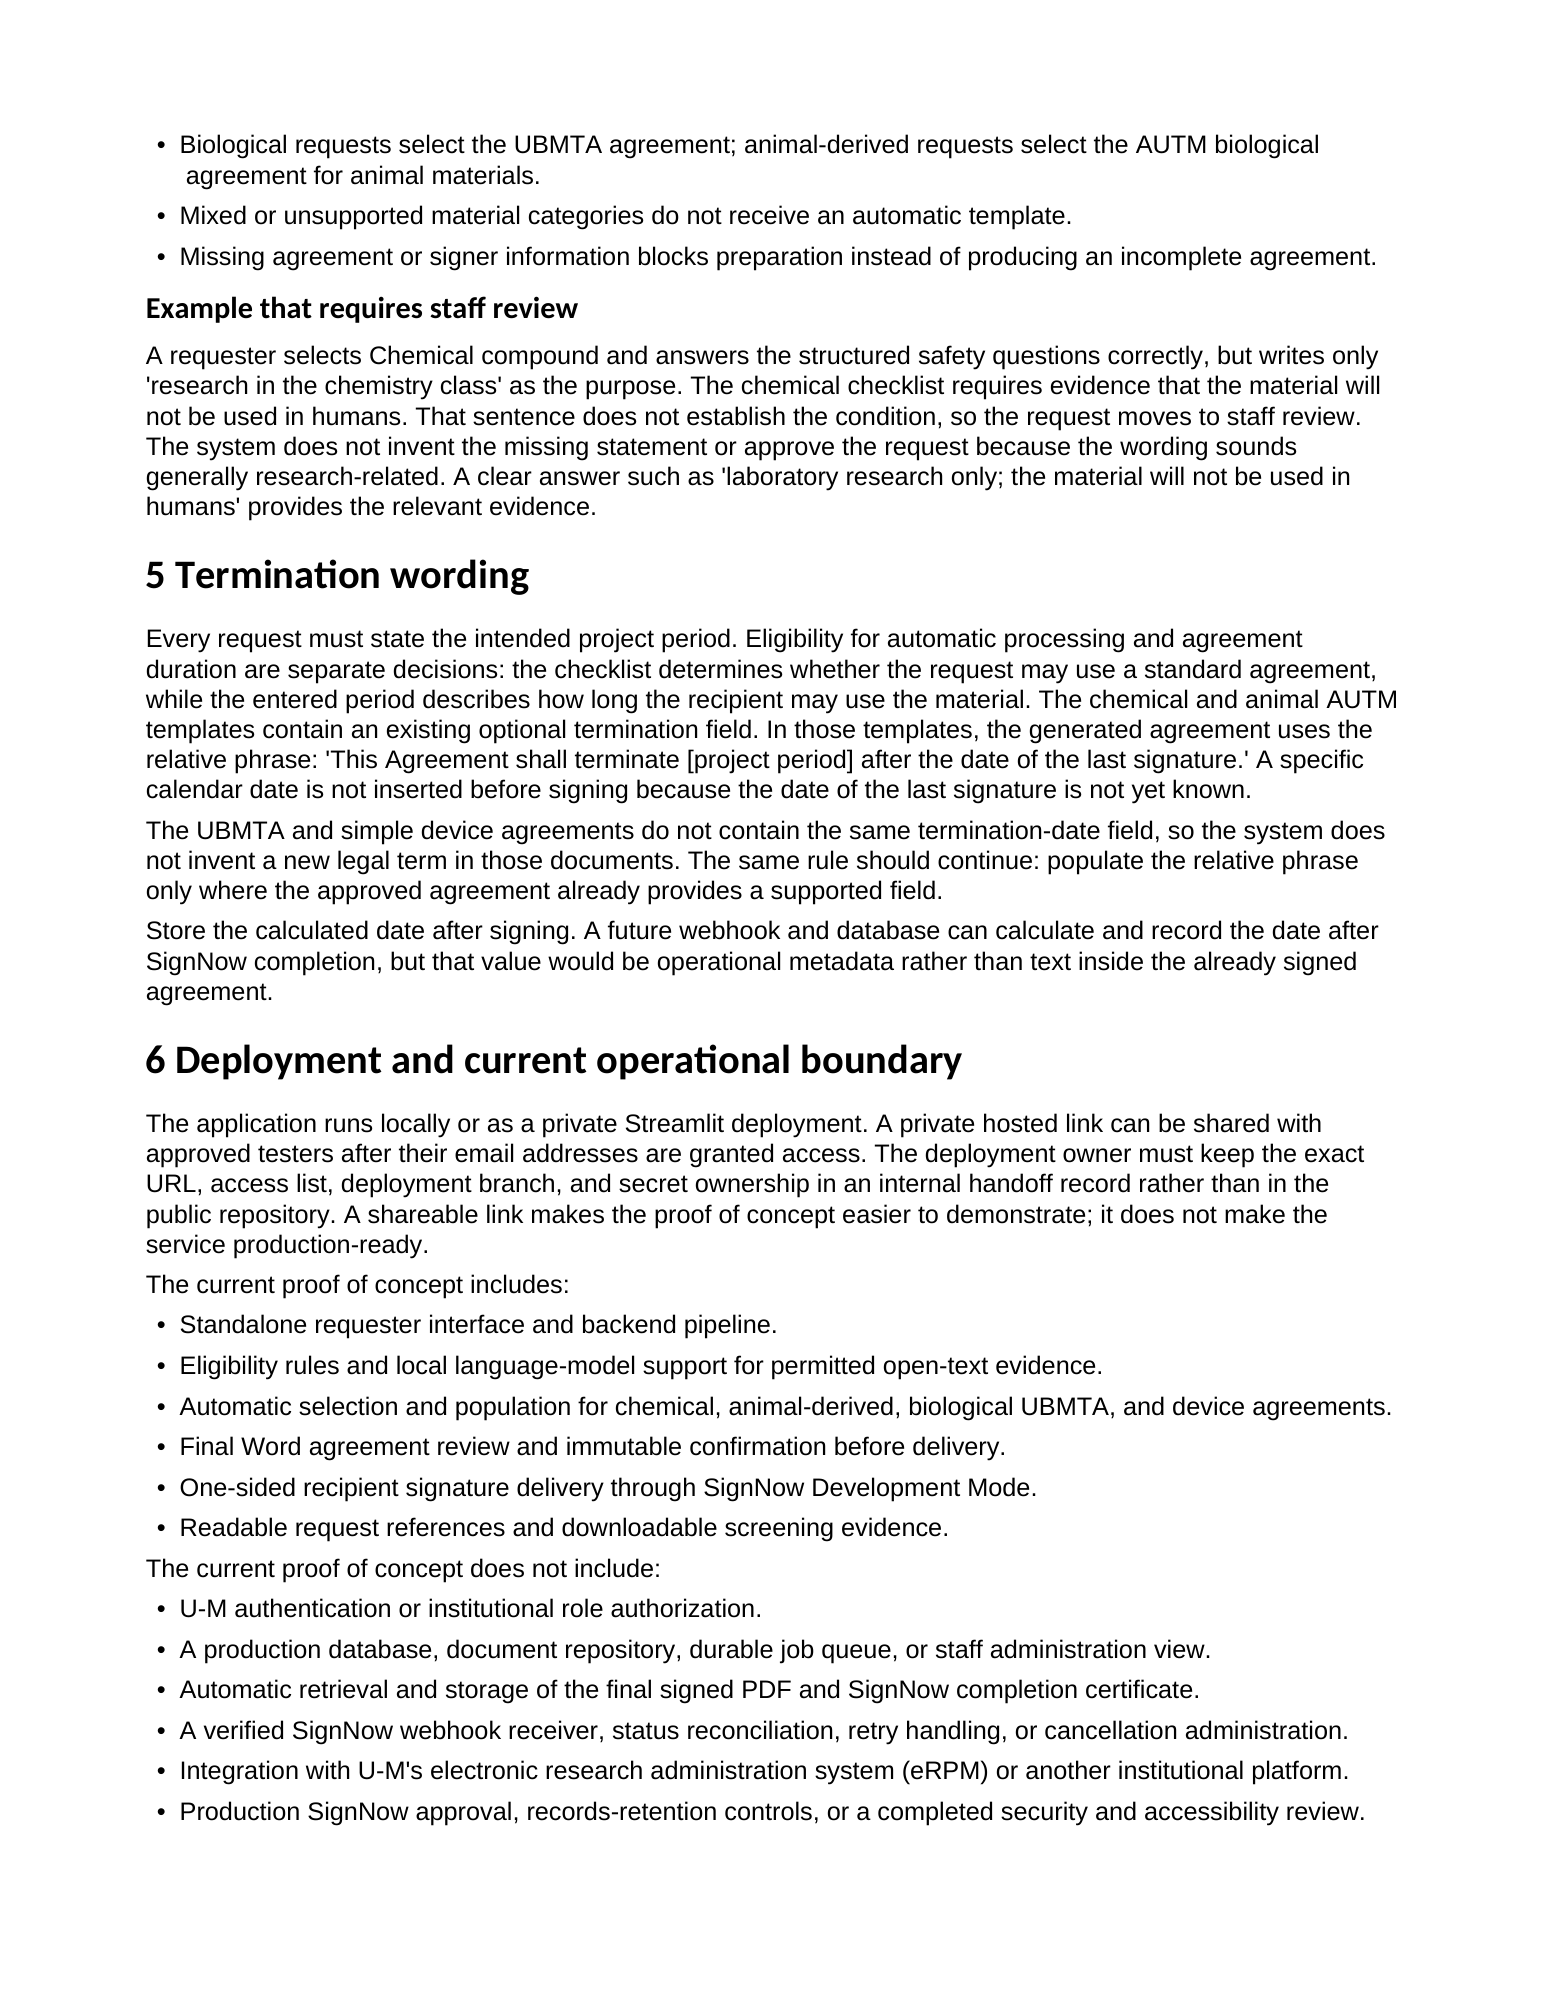 • Biological requests select the UBMTA agreement; animal-derived requests select the AUTM biological
agreement for animal materials.
• Mixed or unsupported material categories do not receive an automatic template.
• Missing agreement or signer information blocks preparation instead of producing an incomplete agreement.
Example that requires staff review
A requester selects Chemical compound and answers the structured safety questions correctly, but writes only
'research in the chemistry class' as the purpose. The chemical checklist requires evidence that the material will
not be used in humans. That sentence does not establish the condition, so the request moves to staff review.
The system does not invent the missing statement or approve the request because the wording sounds
generally research-related. A clear answer such as 'laboratory research only; the material will not be used in
humans' provides the relevant evidence.
5 Termination wording
Every request must state the intended project period. Eligibility for automatic processing and agreement
duration are separate decisions: the checklist determines whether the request may use a standard agreement,
while the entered period describes how long the recipient may use the material. The chemical and animal AUTM
templates contain an existing optional termination field. In those templates, the generated agreement uses the
relative phrase: 'This Agreement shall terminate [project period] after the date of the last signature.' A specific
calendar date is not inserted before signing because the date of the last signature is not yet known.
The UBMTA and simple device agreements do not contain the same termination-date field, so the system does
not invent a new legal term in those documents. The same rule should continue: populate the relative phrase
only where the approved agreement already provides a supported field.
Store the calculated date after signing. A future webhook and database can calculate and record the date after
SignNow completion, but that value would be operational metadata rather than text inside the already signed
agreement.
6 Deployment and current operational boundary
The application runs locally or as a private Streamlit deployment. A private hosted link can be shared with
approved testers after their email addresses are granted access. The deployment owner must keep the exact
URL, access list, deployment branch, and secret ownership in an internal handoff record rather than in the
public repository. A shareable link makes the proof of concept easier to demonstrate; it does not make the
service production-ready.
The current proof of concept includes:
• Standalone requester interface and backend pipeline.
• Eligibility rules and local language-model support for permitted open-text evidence.
• Automatic selection and population for chemical, animal-derived, biological UBMTA, and device agreements.
• Final Word agreement review and immutable confirmation before delivery.
• One-sided recipient signature delivery through SignNow Development Mode.
• Readable request references and downloadable screening evidence.
The current proof of concept does not include:
• U-M authentication or institutional role authorization.
• A production database, document repository, durable job queue, or staff administration view.
• Automatic retrieval and storage of the final signed PDF and SignNow completion certificate.
• A verified SignNow webhook receiver, status reconciliation, retry handling, or cancellation administration.
• Integration with U-M's electronic research administration system (eRPM) or another institutional platform.
• Production SignNow approval, records-retention controls, or a completed security and accessibility review.